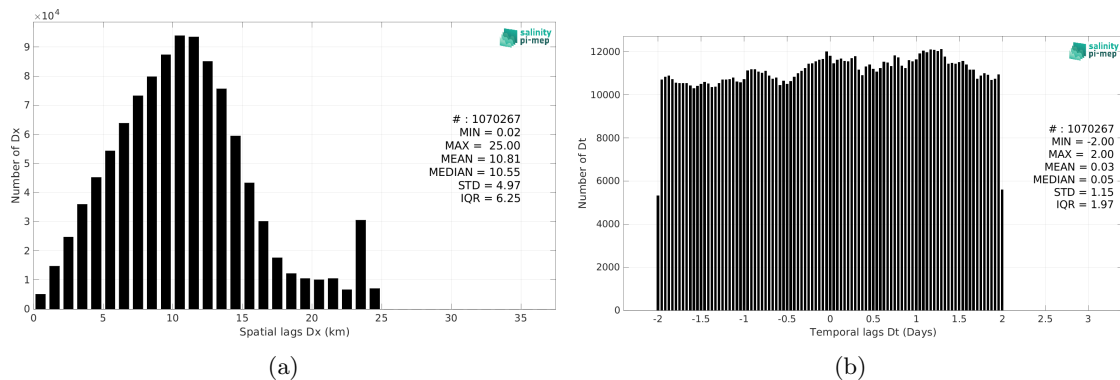 ×10⁴
9
8
7
6
5
4
3
2
1
0
Number of Dx
0 5 10 15 20 25 30 35
Spatial lags Dx (km)
salinity
pi-mep
# : 1070267
MIN = 0.02
MAX = 25.00
MEAN = 10.81
MEDIAN = 10.55
STD = 4.97
IQR = 6.25
(a)
12000
10000
8000
6000
4000
2000
0
Number of Dt
-2 -1.5 -1 -0.5 0 0.5 1 1.5 2 2.5 3
Temporal lags Dt (Days)
salinity
pi-mep
# : 1070267
MIN = -2.00
MAX = 2.00
MEAN = 0.03
MEDIAN = 0.05
STD = 1.15
IQR = 1.97
(b)